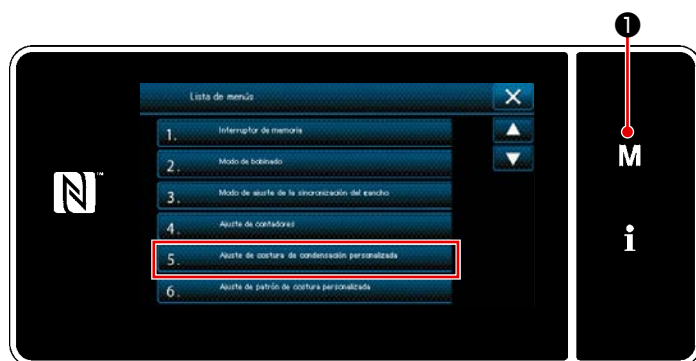 ❶
Lista de menús
1. Interruptor de memoria
2. Modo de bobinado
3. Modo de ajuste de la sincronización del gancho
4. Ajuste de contadores
5. Ajuste de costura de condensación personalizada
6. Ajuste de patrón de costura personalizada
N
M
i